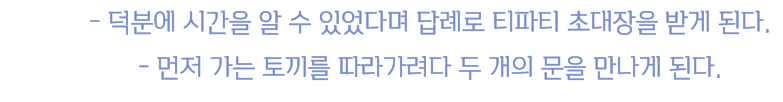 - 덕분에 시간을 알 수 있었다며 답례로 티파티 초대장을 받게 된다.
- 먼저 가는 토끼를 따라가려다 두 개의 문을 만나게 된다.